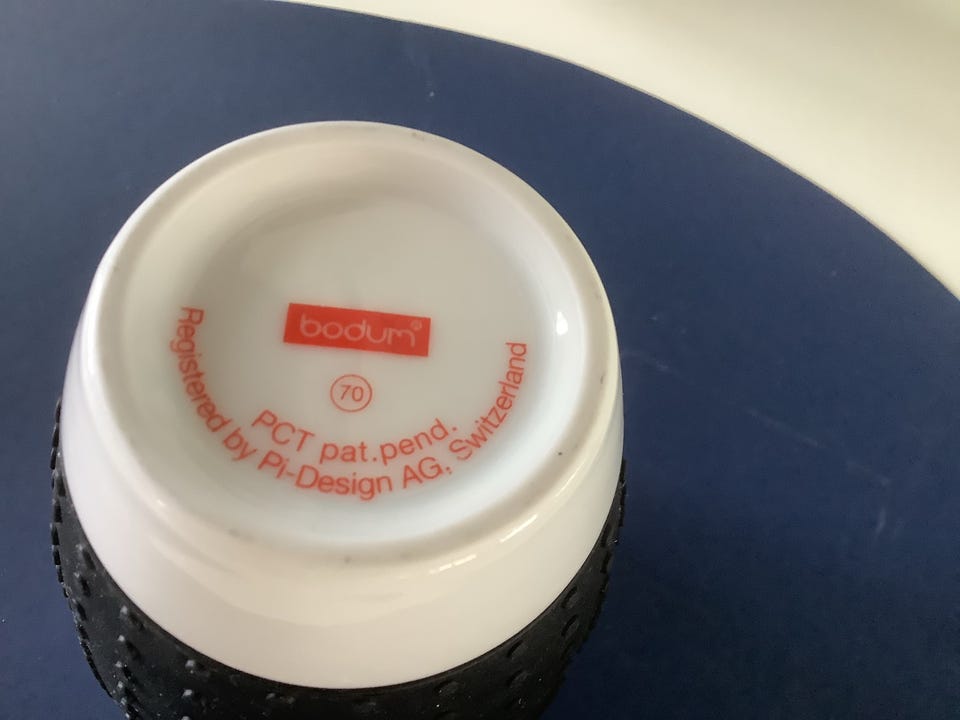 bodum®
70
PCT pat.pend.
Registered by Pi-Design AG, Switzerland